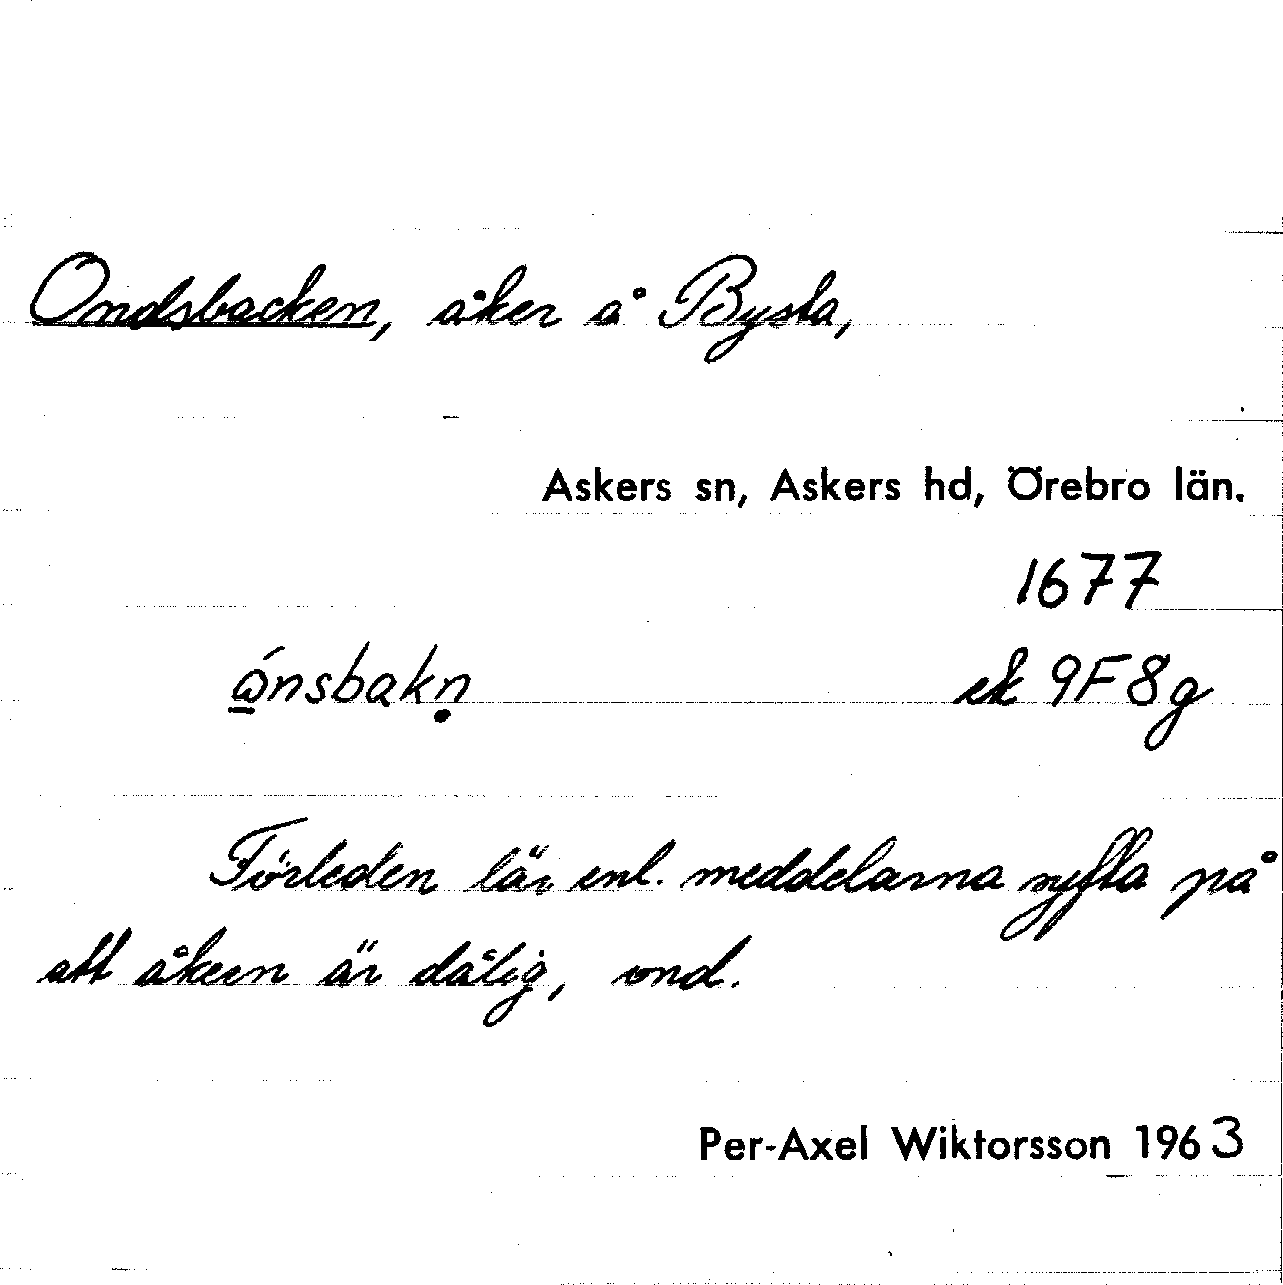 Ondsbacken, åker å Bysta,
Askers sn, Askers hd, Örebro län.
1677
ώnsbakn̥ ek 9F8g
Förleden lär enl. meddelarna syfta på
att åkern är dålig, ond.
Per-Axel Wiktorsson 1963